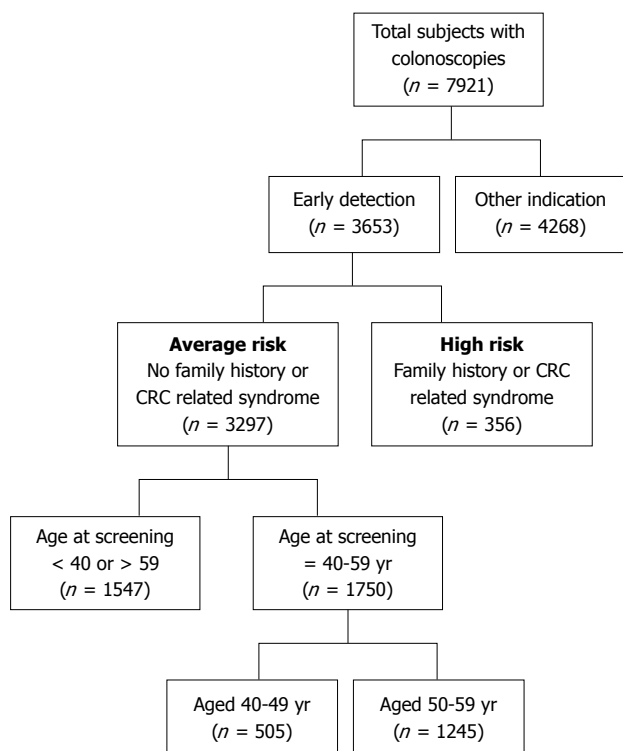 Total subjects with
colonoscopies
(n = 7921)
Early detection
(n = 3653)
Other indication
(n = 4268)
Average risk
No family history or
CRC related syndrome
(n = 3297)
High risk
Family history or CRC
related syndrome
(n = 356)
Age at screening
< 40 or > 59
(n = 1547)
Age at screening
= 40-59 yr
(n = 1750)
Aged 40-49 yr
(n = 505)
Aged 50-59 yr
(n = 1245)